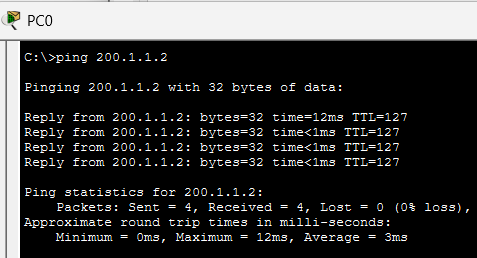 PC0
C:\>ping 200.1.1.2
Pinging 200.1.1.2 with 32 bytes of data:
Reply from 200.1.1.2: bytes=32 time=12ms TTL=127
Reply from 200.1.1.2: bytes=32 time<1ms TTL=127
Reply from 200.1.1.2: bytes=32 time<1ms TTL=127
Reply from 200.1.1.2: bytes=32 time<1ms TTL=127
Ping statistics for 200.1.1.2:
Packets: Sent = 4, Received = 4, Lost = 0 (0% loss),
Approximate round trip times in milli-seconds:
Minimum = 0ms, Maximum = 12ms, Average = 3ms